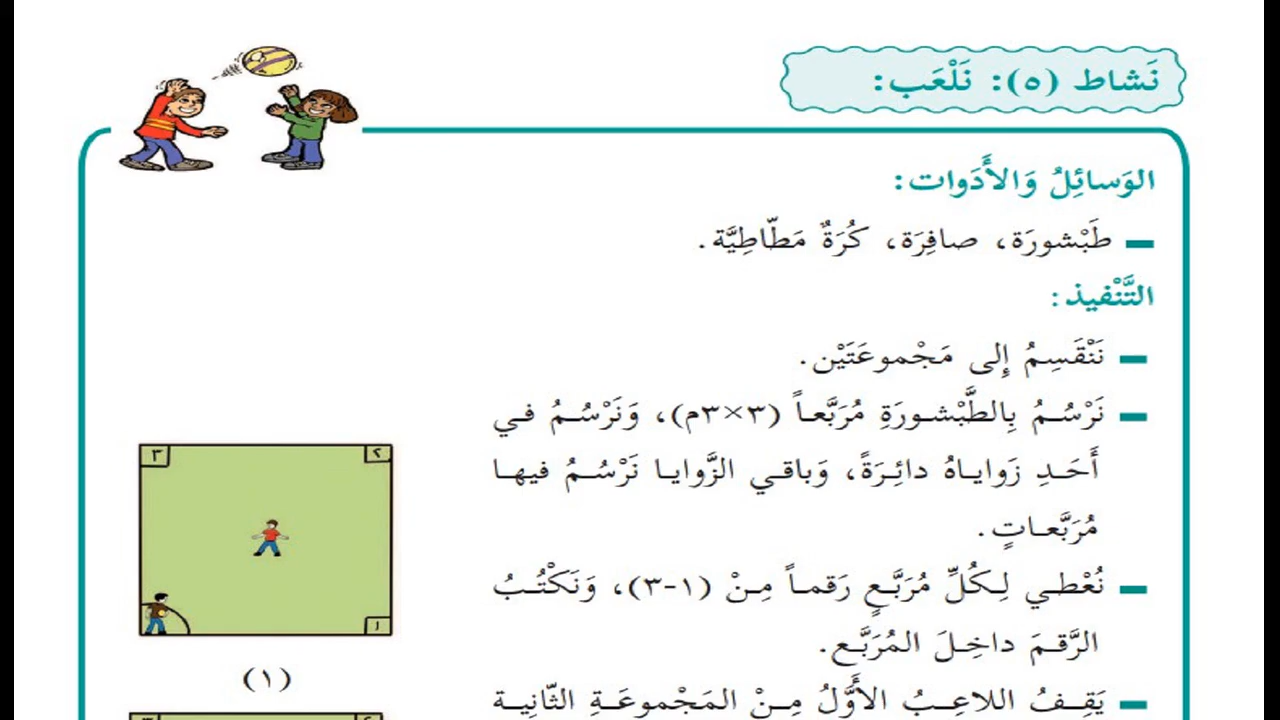 نَشاط (٥): نَلْعَب:
الوَسائِلُ وَالأَدَوات:
طَبْشورَة، صافِرَة، كُرَةٌ مَطّاطِيَّة.
التَّنْفيذ:
نَنْقَسِمُ إِلى مَجْموعَتَيْن.
نَرْسُمُ بِالطَّبْشورَةِ مُرَبَّعاً (٣×٣م)، وَنَرْسُمُ في
أَحَدِ زَواياهُ دائِرَةً، وَباقي الزَّوايا نَرْسُمُ فيها
مُرَبَّعاتٍ.
نُعْطي لِكُلِّ مُرَبَّعٍ رَقماً مِنْ (١-٣)، وَنَكْتُبُ
الرَّقمَ داخِلَ المُرَبَّع.
يَقِفُ اللاعِبُ الأَوَّلُ مِنْ المَجْموعَةِ الثّانِية
٢
٣
١
(١)